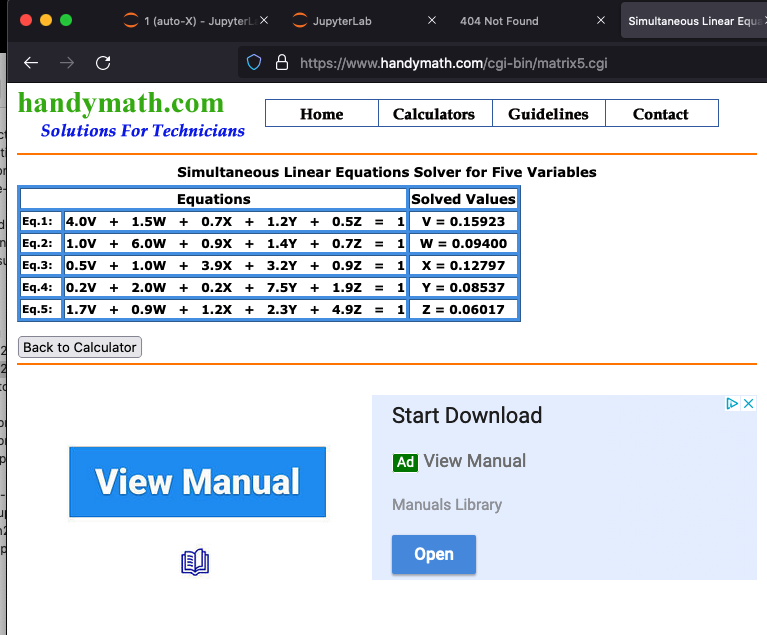 1 (auto-X) - JupyterL
JupyterLab
404 Not Found
Simultaneous Linear Equa
https://www.handymath.com/cgi-bin/matrix5.cgi
handymath.com
Solutions For Technicians
Home Calculators Guidelines Contact
Simultaneous Linear Equations Solver for Five Variables
Equations Solved Values
Eq.1: 4.0V + 1.5W + 0.7X + 1.2Y + 0.5Z = 1 V = 0.15923
Eq.2: 1.0V + 6.0W + 0.9X + 1.4Y + 0.7Z = 1 W = 0.09400
Eq.3: 0.5V + 1.0W + 3.9X + 3.2Y + 0.9Z = 1 X = 0.12797
Eq.4: 0.2V + 2.0W + 0.2X + 7.5Y + 1.9Z = 1 Y = 0.08537
Eq.5: 1.7V + 0.9W + 1.2X + 2.3Y + 4.9Z = 1 Z = 0.06017
Back to Calculator
View Manual
Start Download
Ad View Manual
Manuals Library
Open